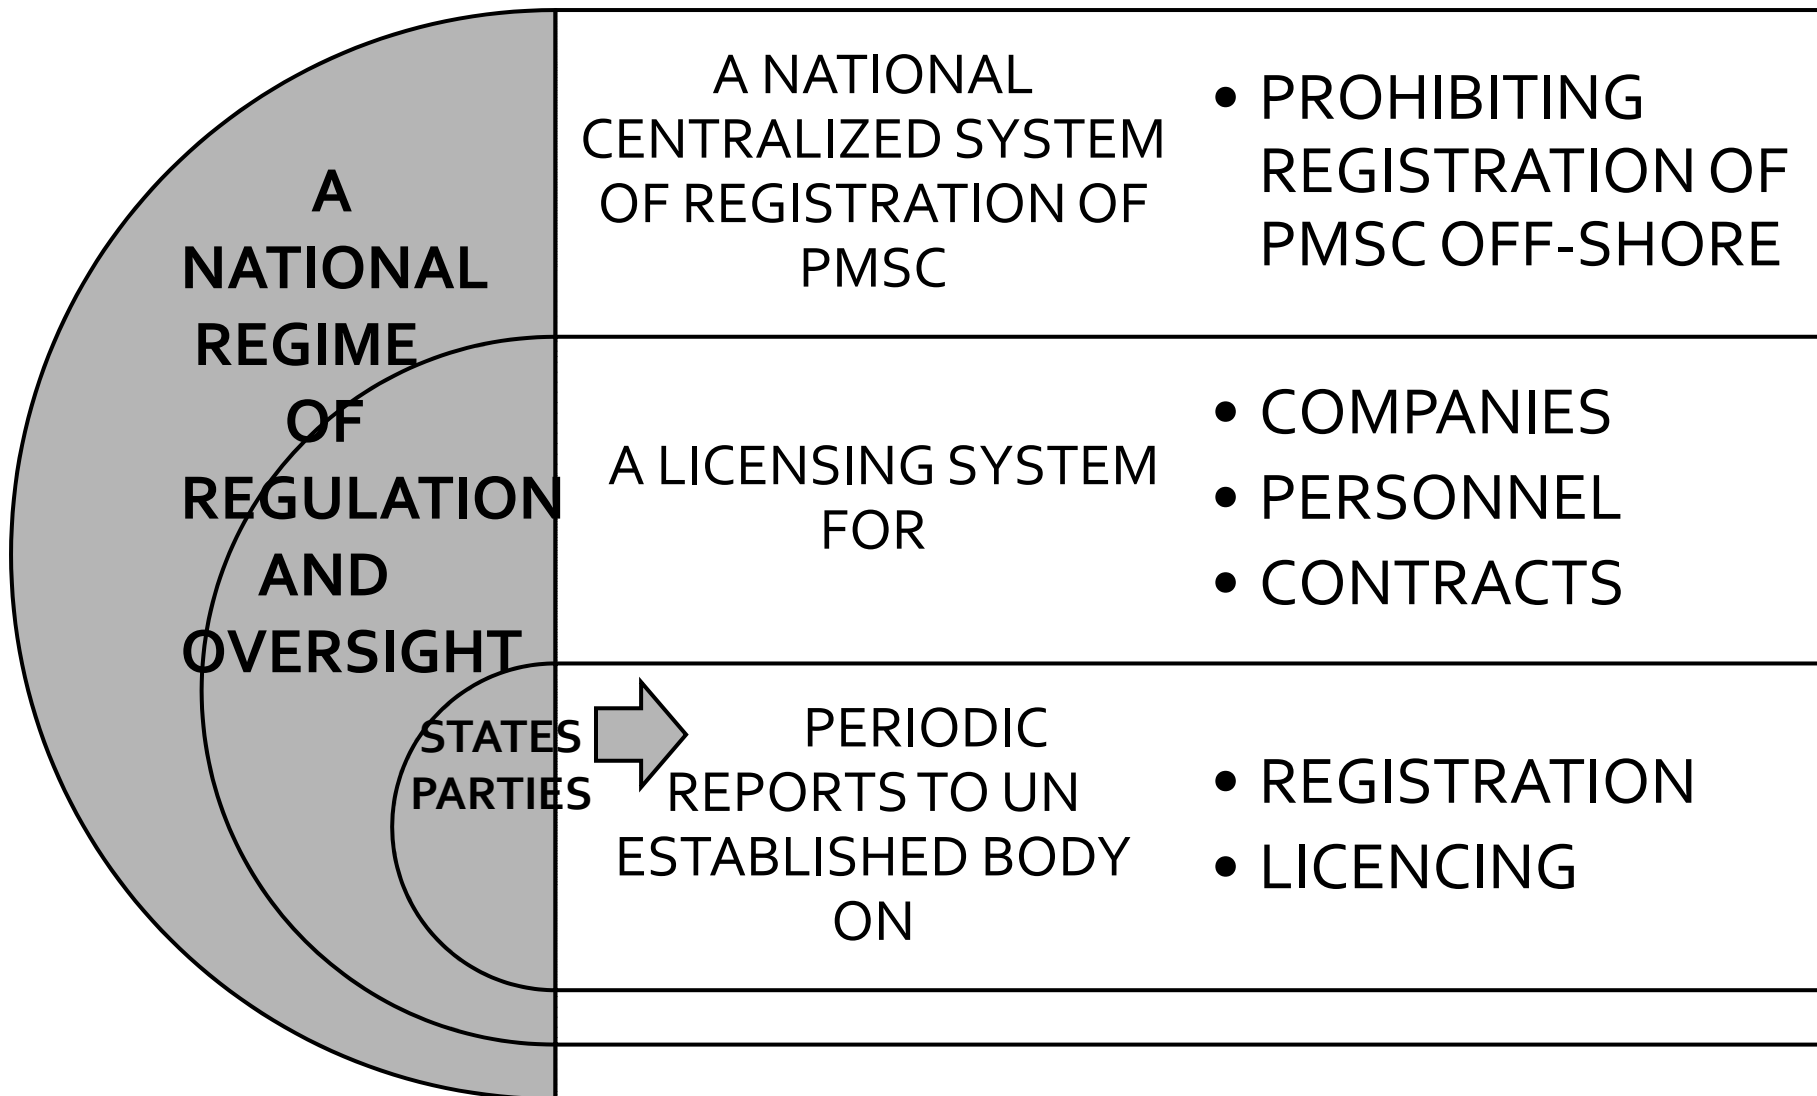 A
NATIONAL
REGIME
OF
REGULATION
AND
OVERSIGHT
STATES
PARTIES
A NATIONAL
CENTRALIZED SYSTEM
OF REGISTRATION OF
PMSC
• PROHIBITING
REGISTRATION OF
PMSC OFF-SHORE
A LICENSING SYSTEM
FOR
• COMPANIES
• PERSONNEL
• CONTRACTS
PERIODIC
REPORTS TO UN
ESTABLISHED BODY
ON
• REGISTRATION
• LICENCING